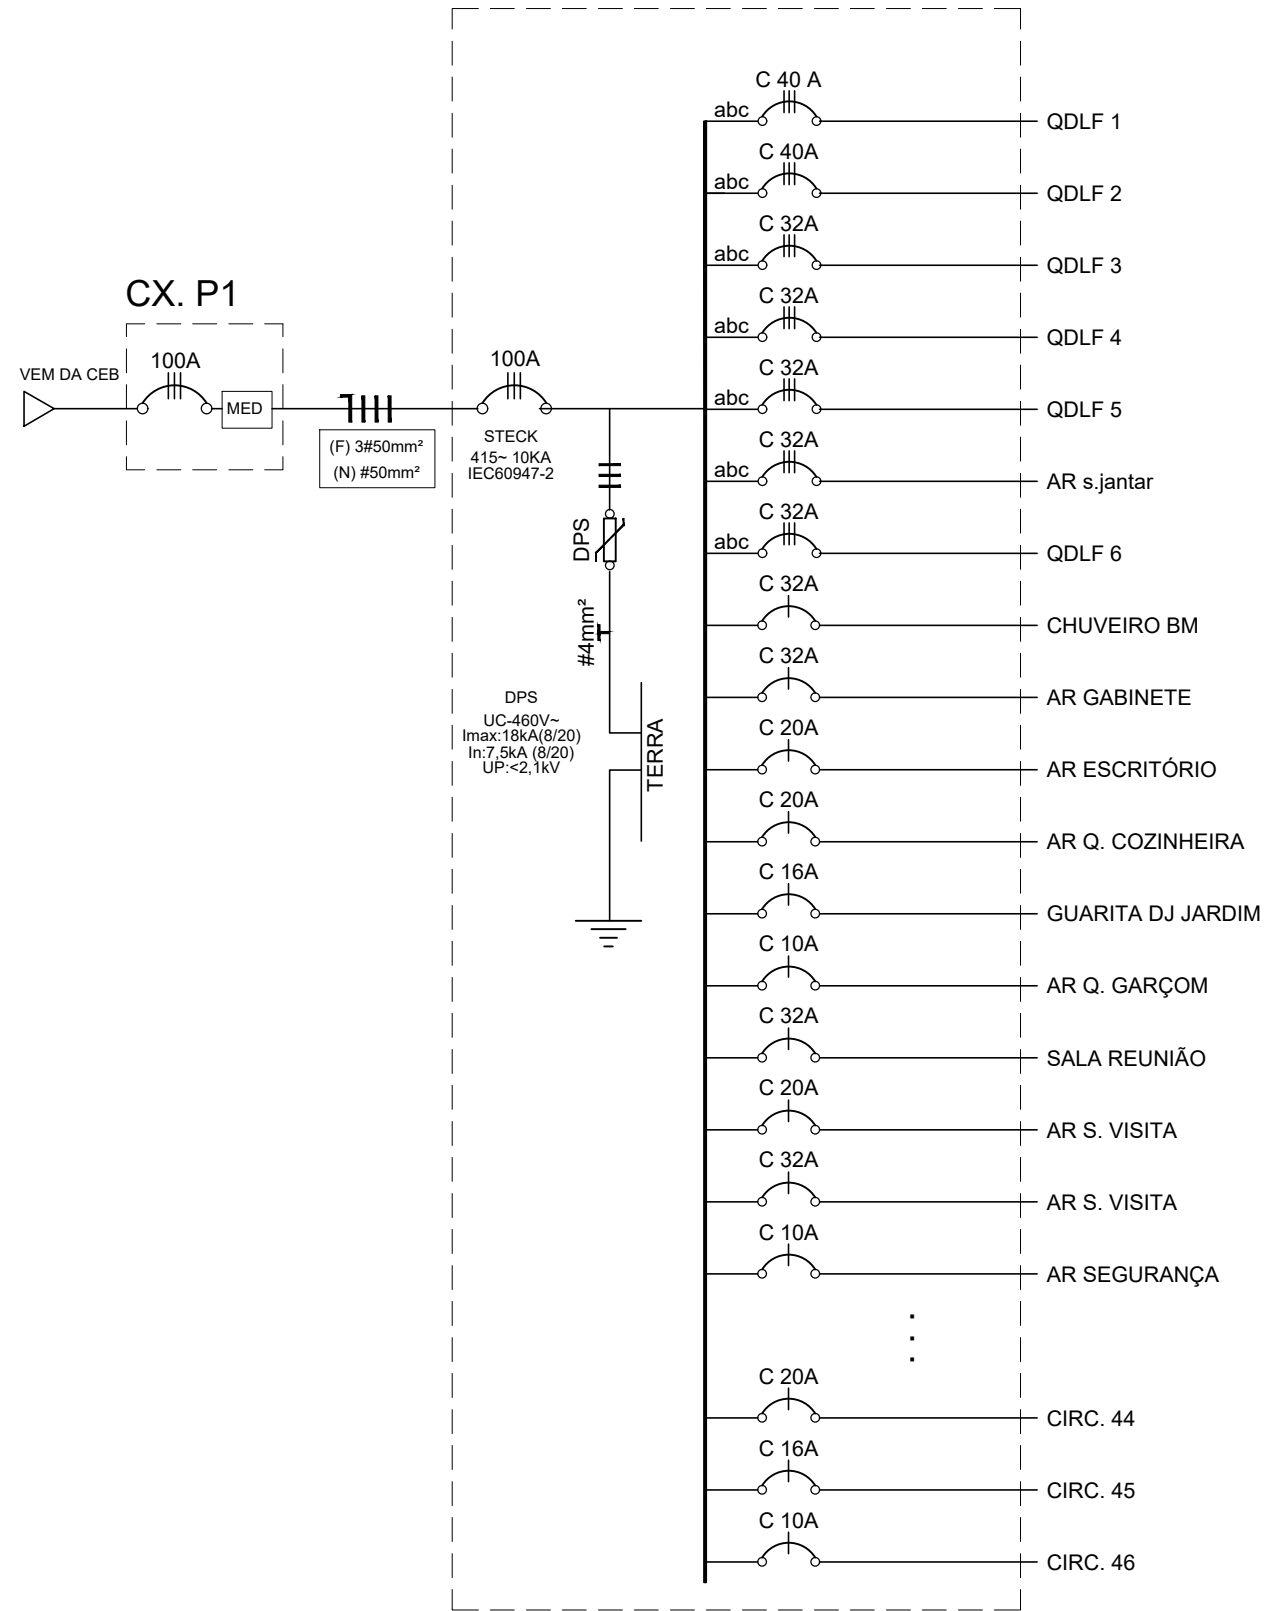 CX. P1
VEM DA CEB
100A
MED
(F) 3#50mm²
(N) #50mm²
100A
STECK
415~ 10KA
IEC60947-2
DPS
#4mm²
DPS
UC-460V~
Imax:18kA(8/20)
In:7,5kA (8/20)
UP:<2,1kV
TERRA
C 40 A
abc
QDLF 1
C 40A
abc
QDLF 2
C 32A
abc
QDLF 3
C 32A
abc
QDLF 4
C 32A
abc
QDLF 5
C 32A
abc
AR s.jantar
C 32A
abc
QDLF 6
C 32A
CHUVEIRO BM
C 32A
AR GABINETE
C 20A
AR ESCRITÓRIO
C 20A
AR Q. COZINHEIRA
C 16A
GUARITA DJ JARDIM
C 10A
AR Q. GARÇOM
C 32A
SALA REUNIÃO
C 20A
AR S. VISITA
C 32A
AR S. VISITA
C 10A
AR SEGURANÇA
C 20A
CIRC. 44
C 16A
CIRC. 45
C 10A
CIRC. 46